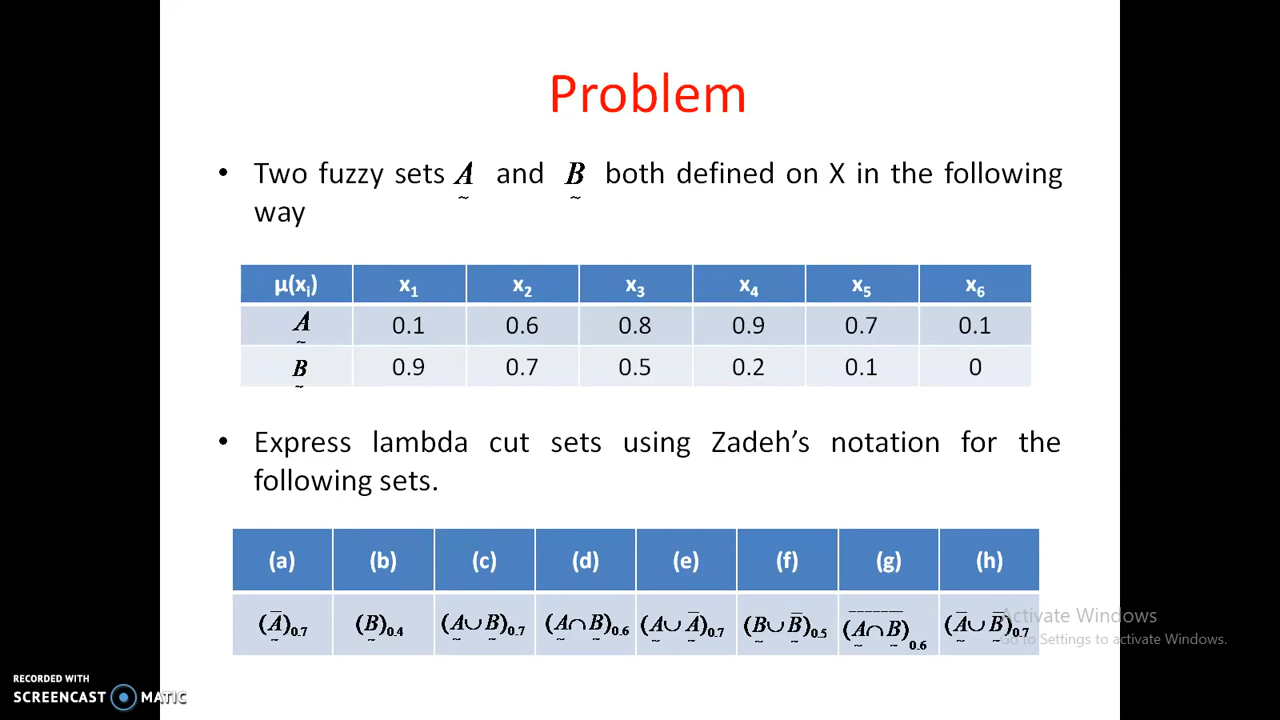 Problem
• Two fuzzy sets A̰ and B̰ both defined on X in the following
way
μ(xᵢ) x₁ x₂ x₃ x₄ x₅ x₆
A̰ 0.1 0.6 0.8 0.9 0.7 0.1
B̰ 0.9 0.7 0.5 0.2 0.1 0
• Express lambda cut sets using Zadeh’s notation for the
following sets.
(a) (b) (c) (d) (e) (f) (g) (h)
(A̰̅)₀.₇ (B̰)₀.₄ (A̰ ∪ B̰)₀.₇ (A̰ ∩ B̰)₀.₆ (A̰ ∪ A̰̅)₀.₇ (B̰ ∪ B̰̅)₀.₅ (A̰̅ ̅∩̅ ̅B̰̅)₀.₆ (A̰̅ ∪ B̰̅)₀.₇
Activate Windows
Go to Settings to activate Windows.
RECORDED WITH
SCREENCAST MATIC